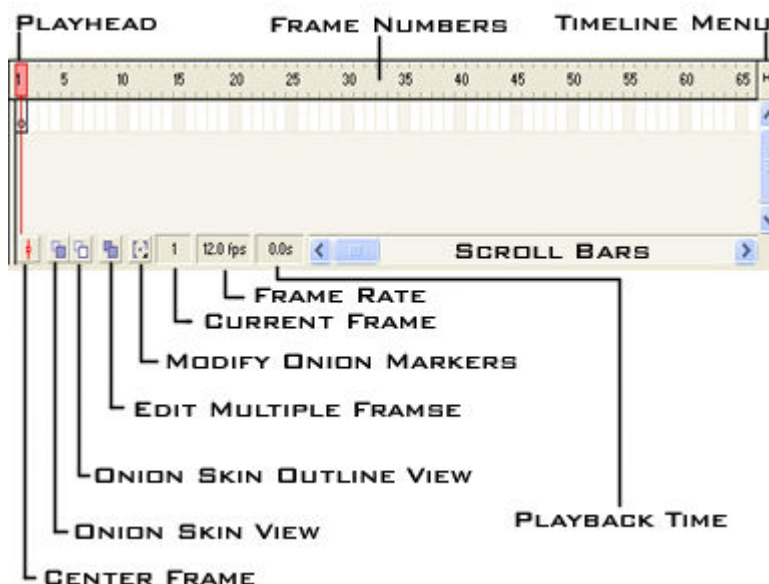 PLAYHEAD FRAME NUMBERS TIMELINE MENU
1 5 10 15 20 25 30 35 40 45 50 55 60 65 H
1 12.0 fps 0.0s SCROLL BARS
FRAME RATE
CURRENT FRAME
MODIFY ONION MARKERS
EDIT MULTIPLE FRAMSE
ONION SKIN OUTLINE VIEW
PLAYBACK TIME
ONION SKIN VIEW
CENTER FRAME